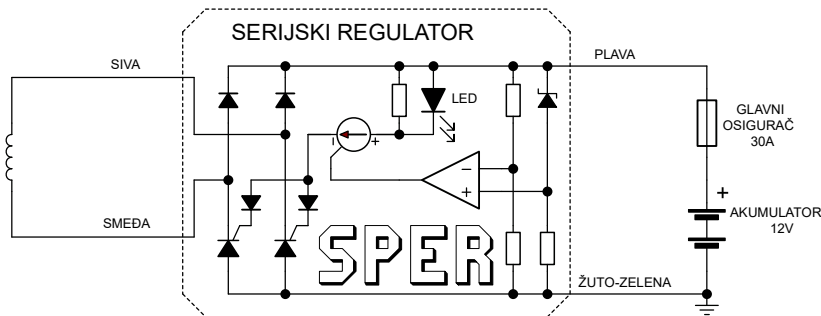 SERIJSKI REGULATOR
SIVA
PLAVA
LED
GLAVNI
OSIGURAČ
30A
-
+
-
+
+
AKUMULATOR
12V
SMEĐA
SPER
ŽUTO-ZELENA